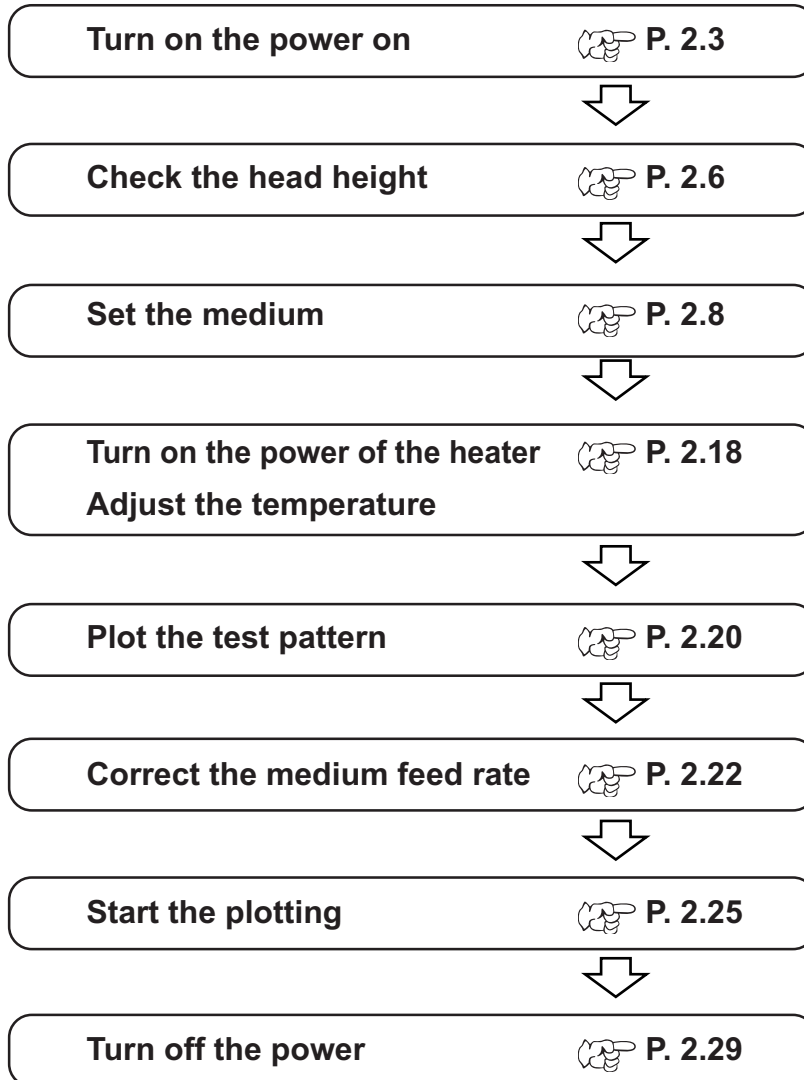 Turn on the power on P. 2.3
Check the head height P. 2.6
Set the medium P. 2.8
Turn on the power of the heater P. 2.18
Adjust the temperature
Plot the test pattern P. 2.20
Correct the medium feed rate P. 2.22
Start the plotting P. 2.25
Turn off the power P. 2.29